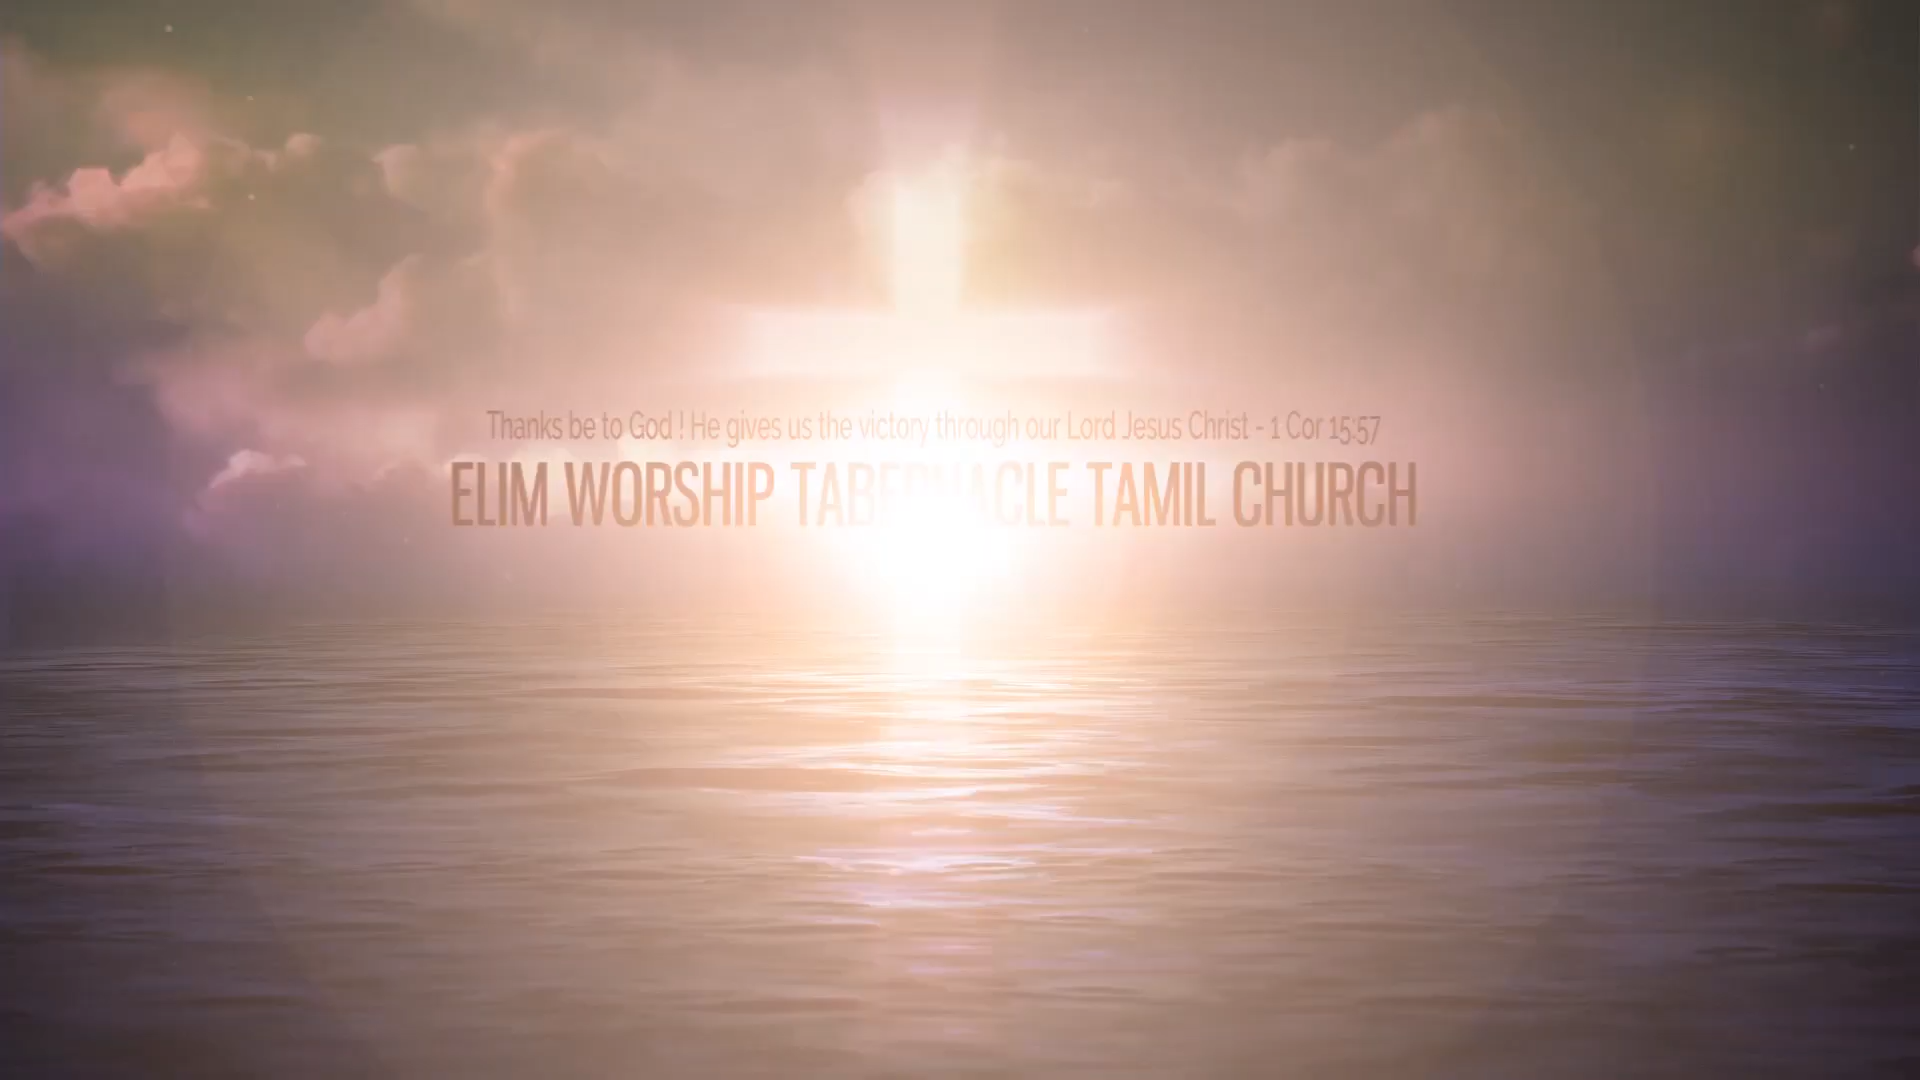 Thanks be to God ! He gives us the victory through our Lord Jesus Christ - 1 Cor 15:57
ELIM WORSHIP TABERNACLE TAMIL CHURCH